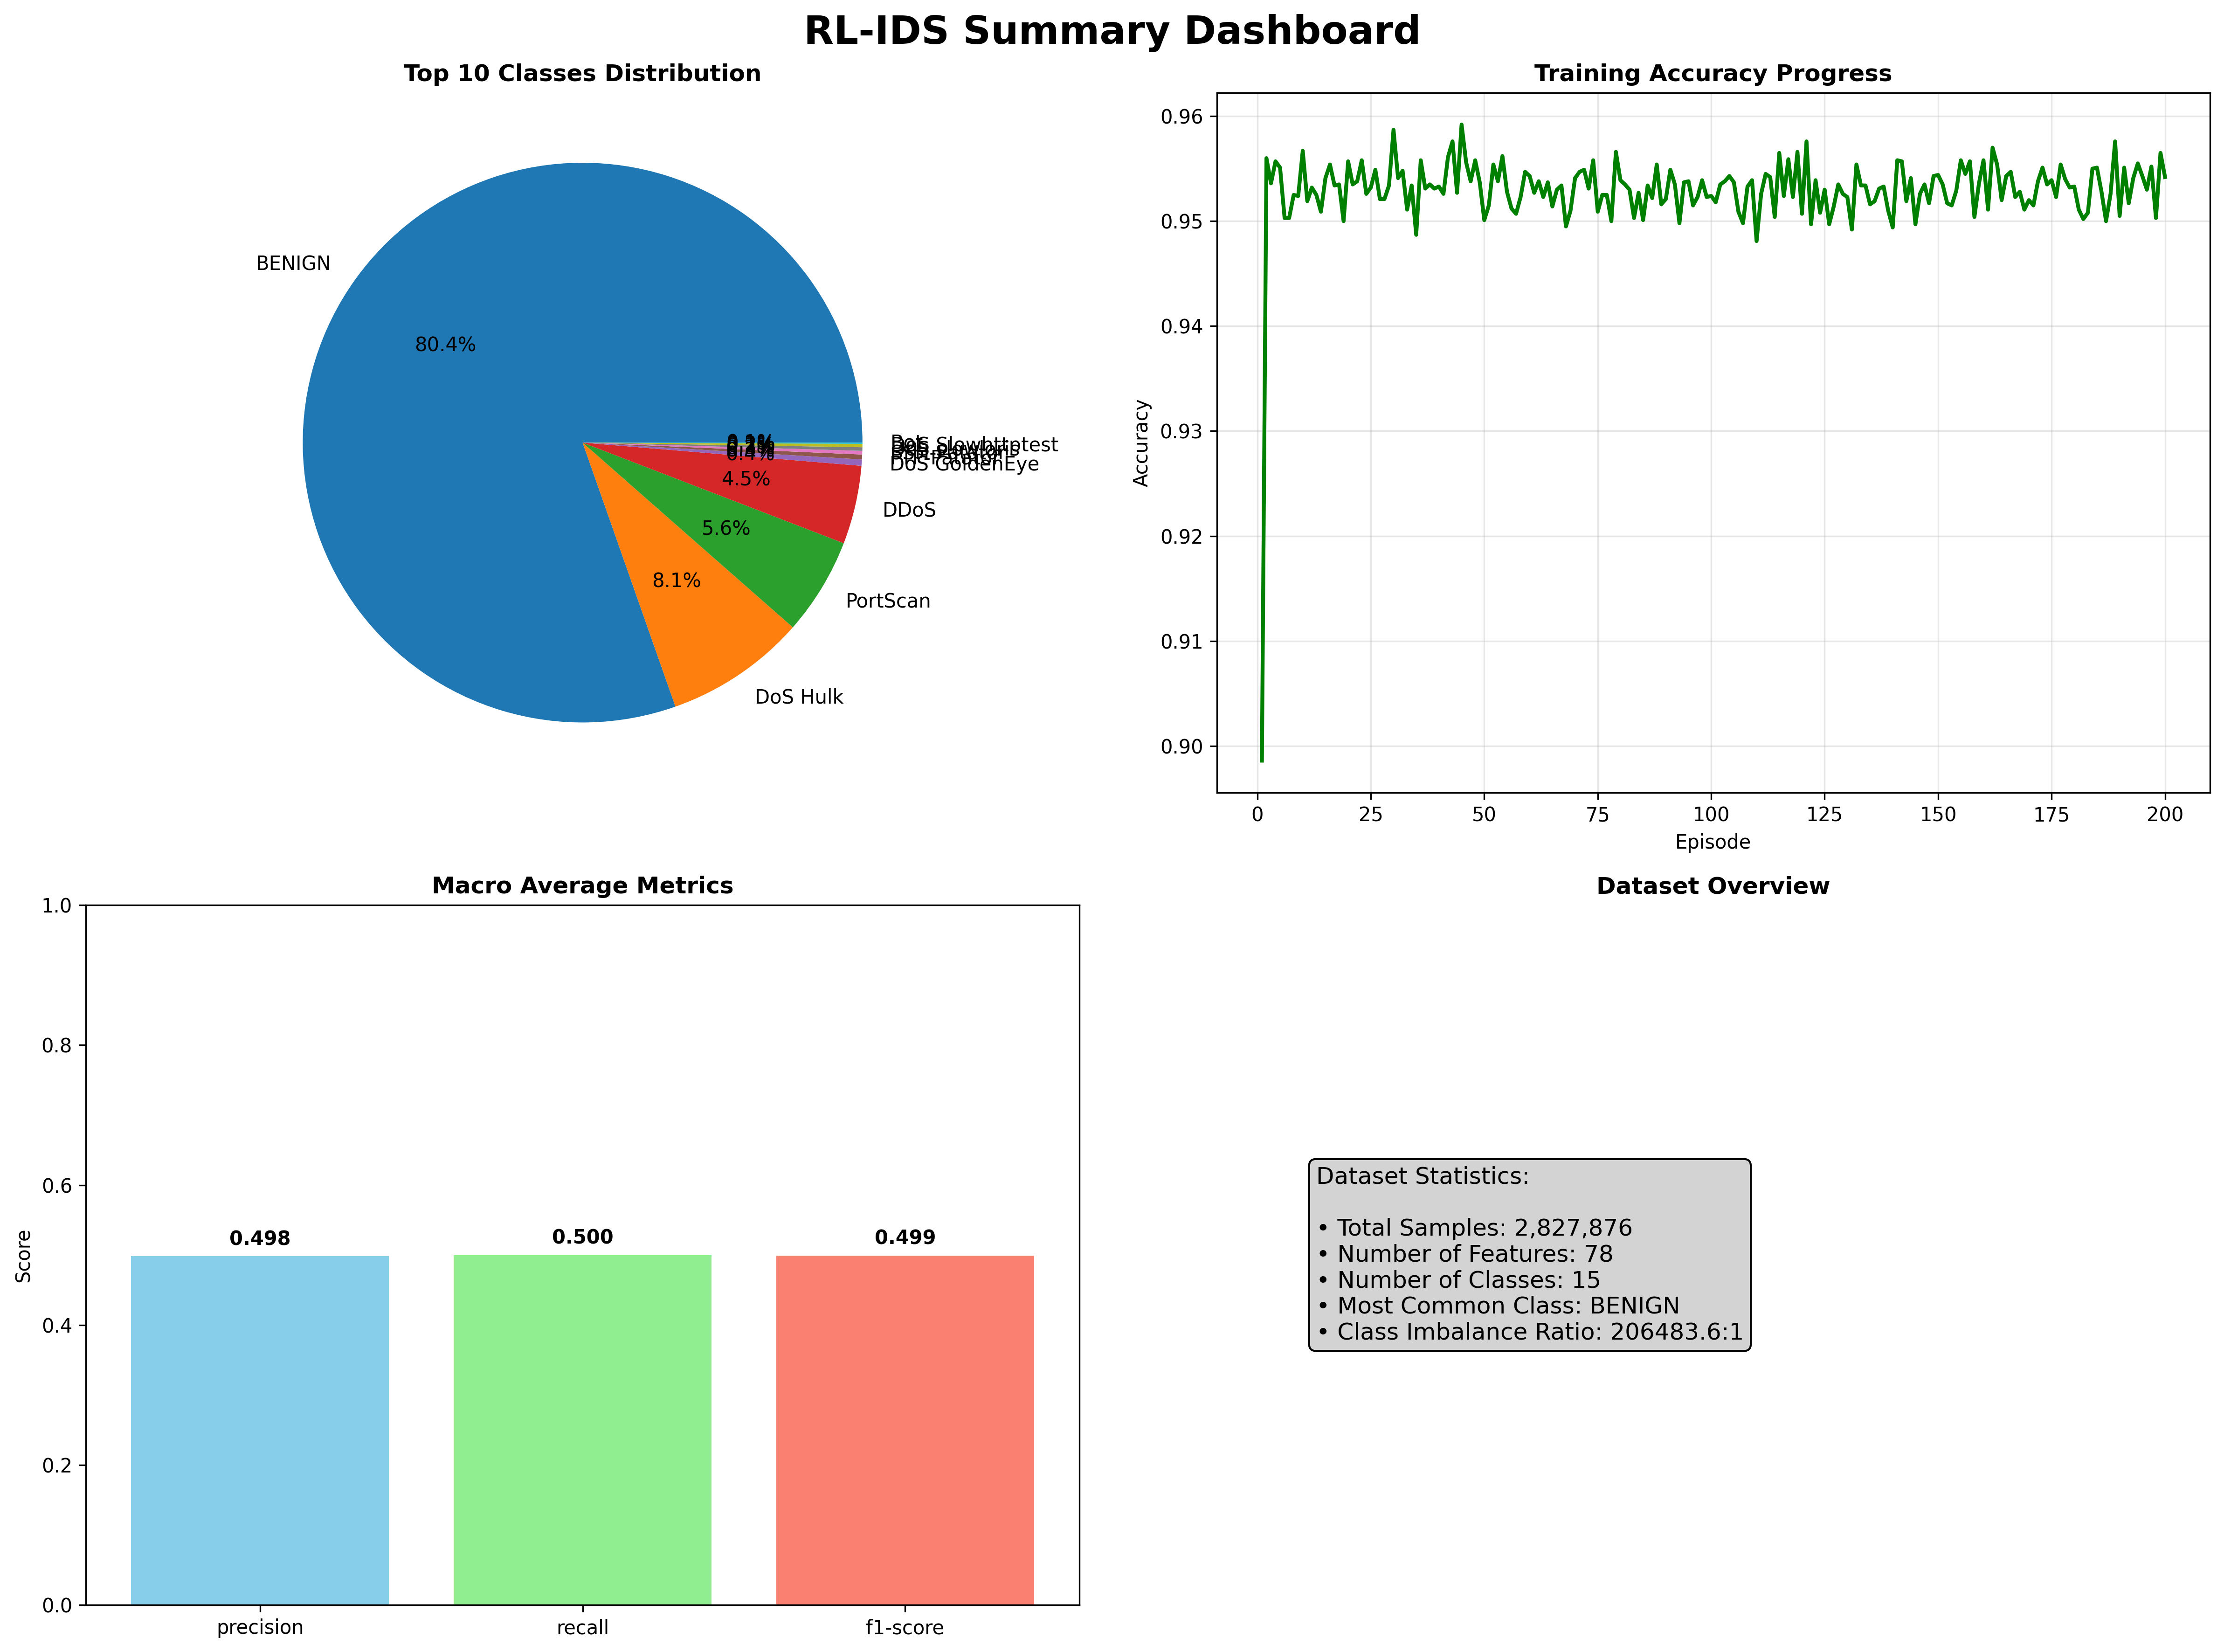 RL-IDS Summary Dashboard
Top 10 Classes Distribution
BENIGN
80.4%
4.5%
5.6%
8.1%
0.4%
DoS Slowhttptest
DoS GoldenEye
DDoS
PortScan
DoS Hulk
Training Accuracy Progress
Accuracy
0.96
0.95
0.94
0.93
0.92
0.91
0.90
0 25 50 75 100 125 150 175 200
Episode
Macro Average Metrics
Score
1.0
0.8
0.6
0.4
0.2
0.0
0.498 0.500 0.499
precision recall f1-score
Dataset Overview
Dataset Statistics:
• Total Samples: 2,827,876
• Number of Features: 78
• Number of Classes: 15
• Most Common Class: BENIGN
• Class Imbalance Ratio: 206483.6:1